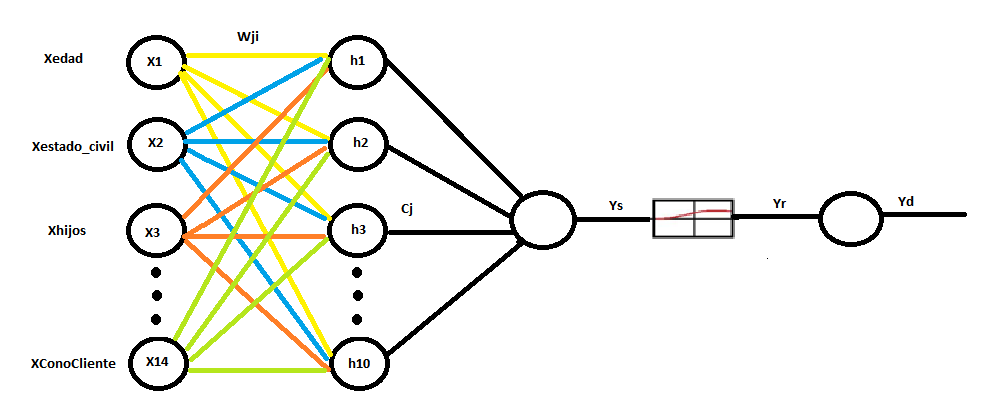 Wji
Xedad
X1
h1
Xestado_civil
X2
h2
Xhijos
X3
h3
Cj
Ys
Yr
Yd
XConoCliente
X14
h10